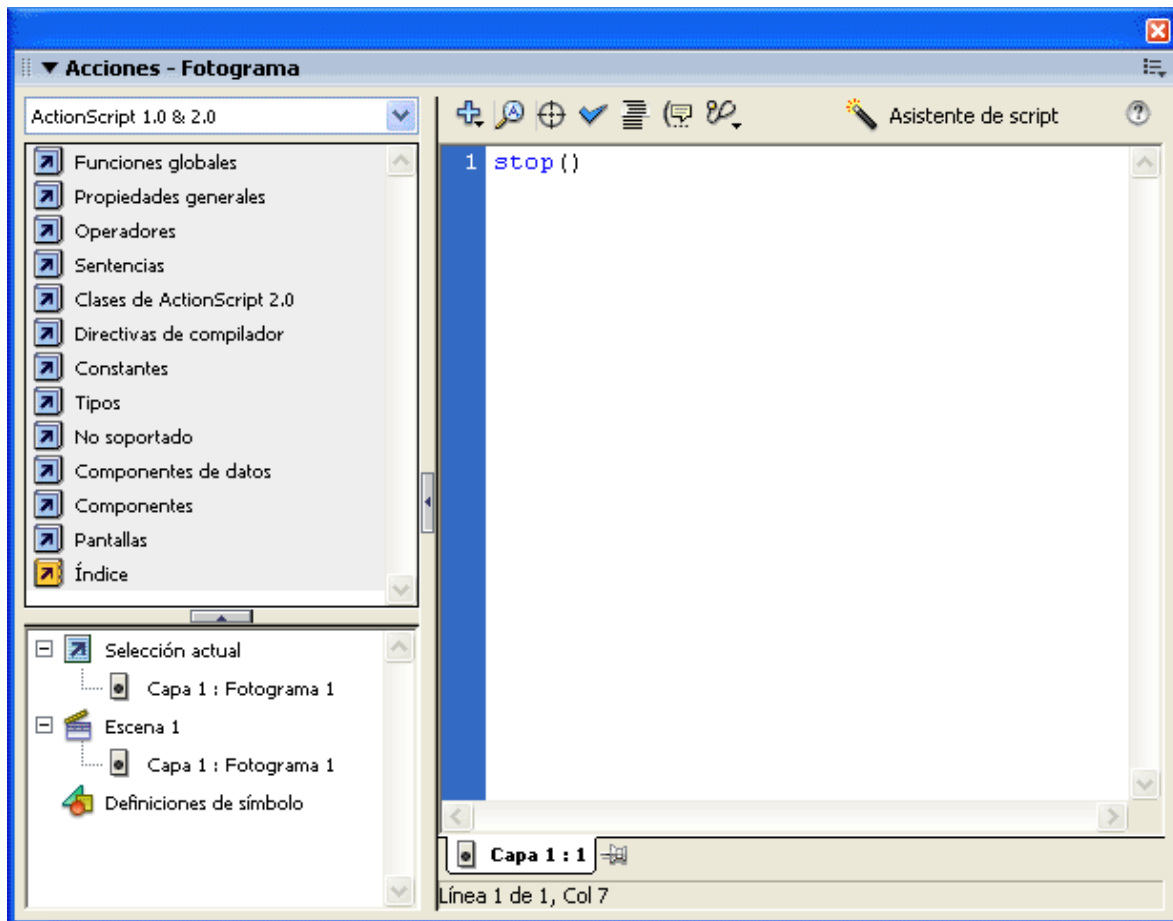 Acciones - Fotograma
ActionScript 1.0 & 2.0
Funciones globales
Propiedades generales
Operadores
Sentencias
Clases de ActionScript 2.0
Directivas de compilador
Constantes
Tipos
No soportado
Componentes de datos
Componentes
Pantallas
Índice
Selección actual
Capa 1 : Fotograma 1
Escena 1
Capa 1 : Fotograma 1
Definiciones de símbolo
Asistente de script
1 stop()
Capa 1 : 1
Línea 1 de 1, Col 7